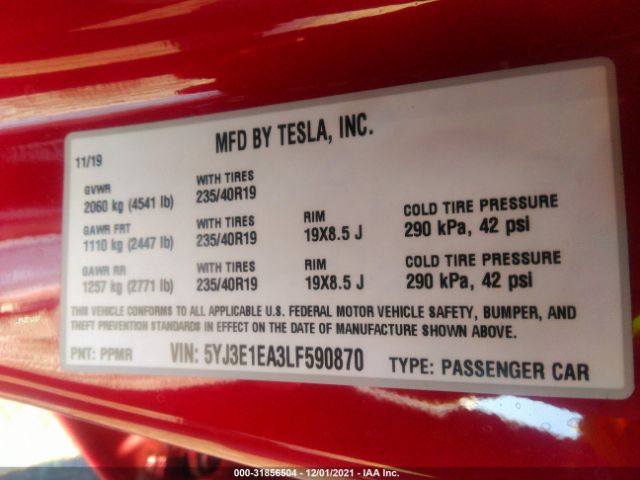 MFD BY TESLA, INC.
11/19
GVWR WITH TIRES
2060 kg (4541 lb) 235/40R19
GAWR FRT WITH TIRES RIM COLD TIRE PRESSURE
1110 kg (2447 lb) 235/40R19 19X8.5 J 290 kPa, 42 psi
GAWR RR WITH TIRES RIM COLD TIRE PRESSURE
1257 kg (2771 lb) 235/40R19 19X8.5 J 290 kPa, 42 psi
THIS VEHICLE CONFORMS TO ALL APPLICABLE U.S. FEDERAL MOTOR VEHICLE SAFETY, BUMPER, AND
THEFT PREVENTION STANDARDS IN EFFECT ON THE DATE OF MANUFACTURE SHOWN ABOVE.
PNT: PPMR VIN: 5YJ3E1EA3LF590870 TYPE: PASSENGER CAR
000-31856504 - 12/01/2021 - IAA Inc.